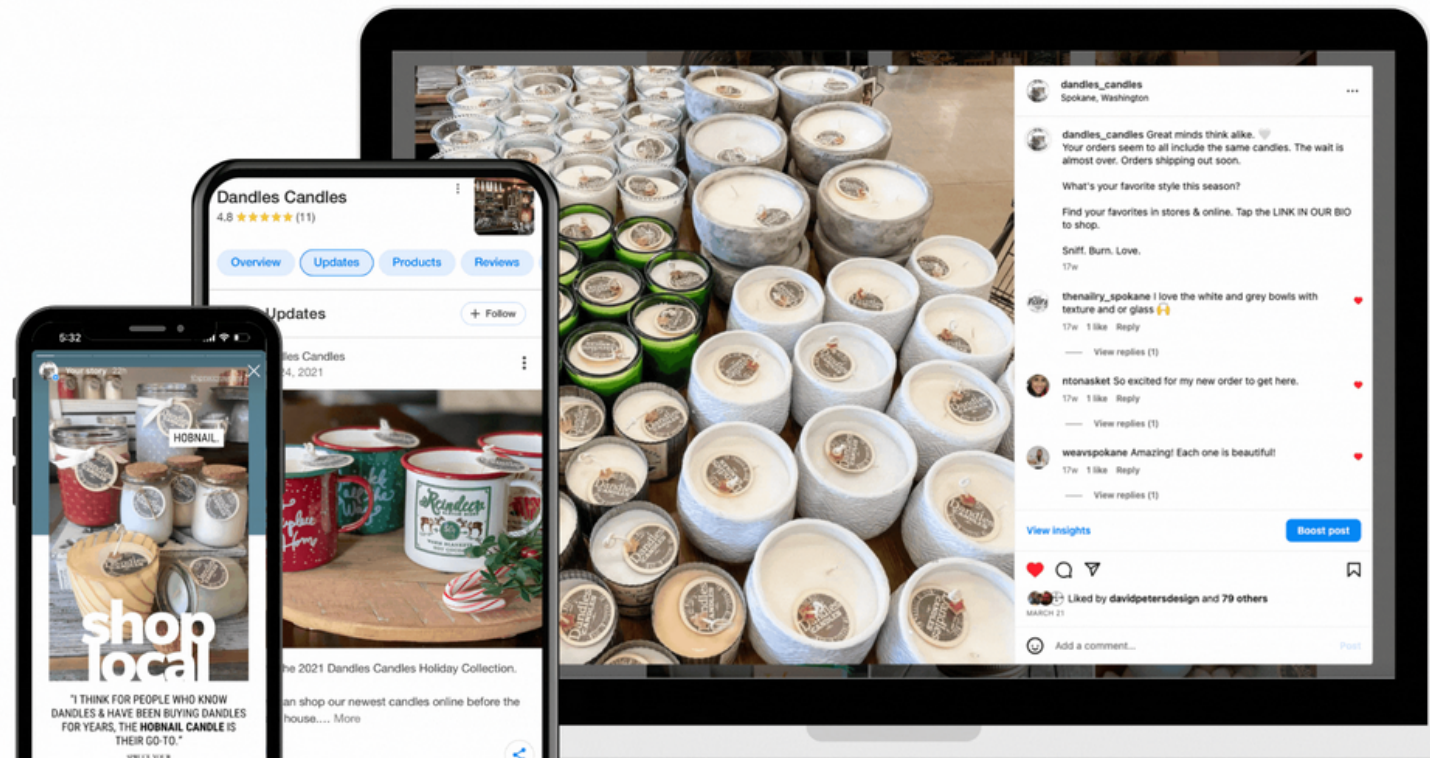 5:32
Your story 22h
HOBNAIL.
shop
local
"I THINK FOR PEOPLE WHO KNOW
DANDLES & HAVE BEEN BUYING DANDLES
FOR YEARS, THE HOBNAIL CANDLE IS
THEIR GO-TO."
Dandles Candles
4.8 (11)
Overview
Updates
Products
Reviews
Updates
+ Follow
les Candles
24, 2021
Reindeer
he 2021 Dandles Candles Holiday Collection.
an shop our newest candles online before the
house.... More
dandles_candles
Spokane, Washington
dandles_candles Great minds think alike. 🤍
Your orders seem to all include the same candles. The wait is
almost over. Orders shipping out soon.
What's your favorite style this season?
Find your favorites in stores & online. Tap the LINK IN OUR BIO
to shop.
Sniff. Burn. Love.
17w
thenailry_spokane I love the white and grey bowls with
texture and or glass 🙌
17w 1 like Reply
View replies (1)
ntonasket So excited for my new order to get here.
17w 1 like Reply
View replies (1)
weavspokane Amazing! Each one is beautiful!
17w 1 like Reply
View replies (1)
View insights
Boost post
Liked by davidpetersdesign and 79 others
MARCH 21
Add a comment...
Post
Dandles
CANDLES